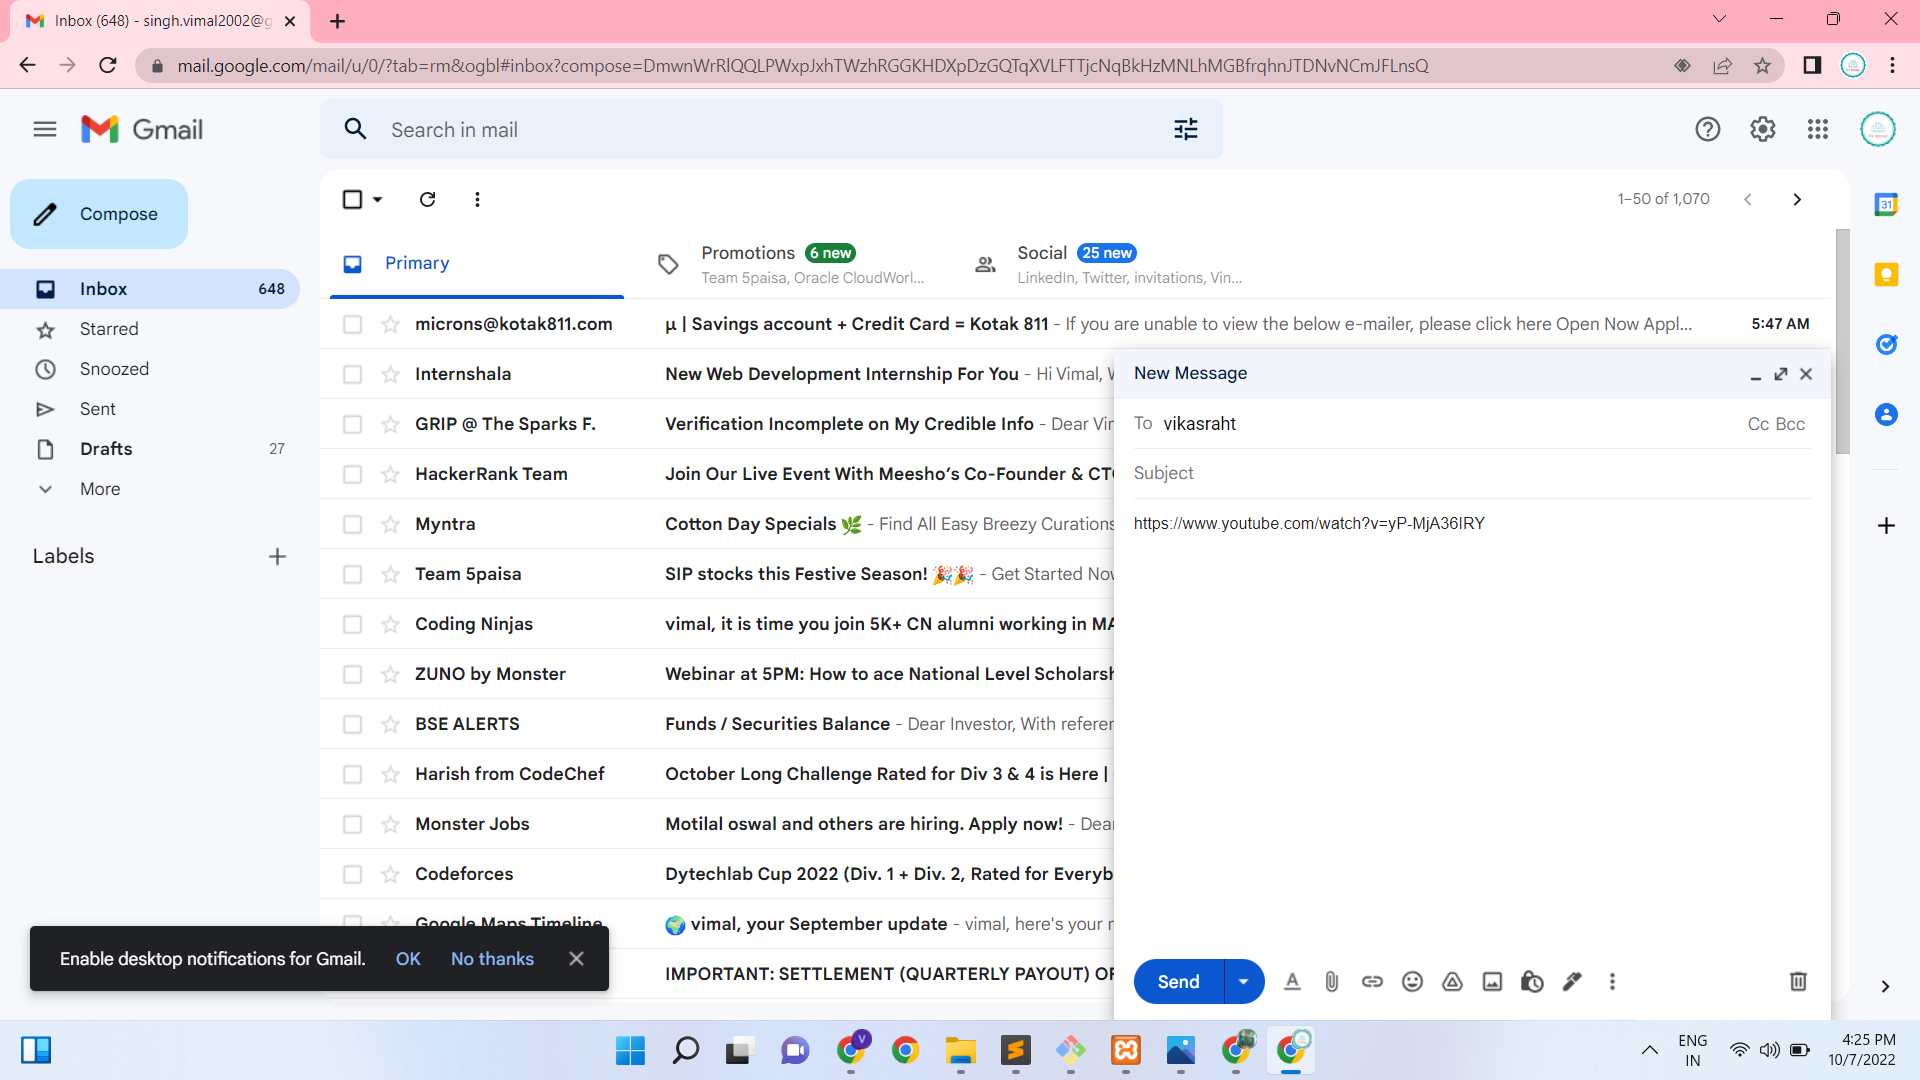 Inbox (648) - singh.vimal2002@g
mail.google.com/mail/u/0/?tab=rm&ogbl#inbox?compose=DmwnWrRlQQLPWxpJxhTWzhRGGKHDXpDzGQTqXVLFTTjcNqBkHzMNLhMGBfrqhnJTDNvNCmJFLnsQ
Gmail
Search in mail
Compose
1–50 of 1,070
Inbox 648
Starred
Snoozed
Sent
Drafts 27
More
Labels
Primary
Promotions 6 new
Team 5paisa, Oracle CloudWorl...
Social 25 new
LinkedIn, Twitter, invitations, Vin...
microns@kotak811.com µ | Savings account + Credit Card = Kotak 811 - If you are unable to view the below e-mailer, please click here Open Now Appl... 5:47 AM
Internshala New Web Development Internship For You - Hi Vimal,
GRIP @ The Sparks F. Verification Incomplete on My Credible Info - Dear Vim
HackerRank Team Join Our Live Event With Meesho's Co-Founder & CTO
Myntra Cotton Day Specials 🌿 - Find All Easy Breezy Curations
Team 5paisa SIP stocks this Festive Season! 🎉🎉 - Get Started Now
Coding Ninjas vimal, it is time you join 5K+ CN alumni working in MA
ZUNO by Monster Webinar at 5PM: How to ace National Level Scholarsh
BSE ALERTS Funds / Securities Balance - Dear Investor, With referen
Harish from CodeChef October Long Challenge Rated for Div 3 & 4 is Here |
Monster Jobs Motilal oswal and others are hiring. Apply now! - Dear
Codeforces Dytechlab Cup 2022 (Div. 1 + Div. 2, Rated for Everyb
Google Maps Timeline 🌍 vimal, your September update - vimal, here's your m
IMPORTANT: SETTLEMENT (QUARTERLY PAYOUT) OF
New Message
To vikasraht Cc Bcc
Subject
https://www.youtube.com/watch?v=yP-MjA36lRY
Send
Enable desktop notifications for Gmail. OK No thanks
31
V
ENG
IN
4:25 PM
10/7/2022